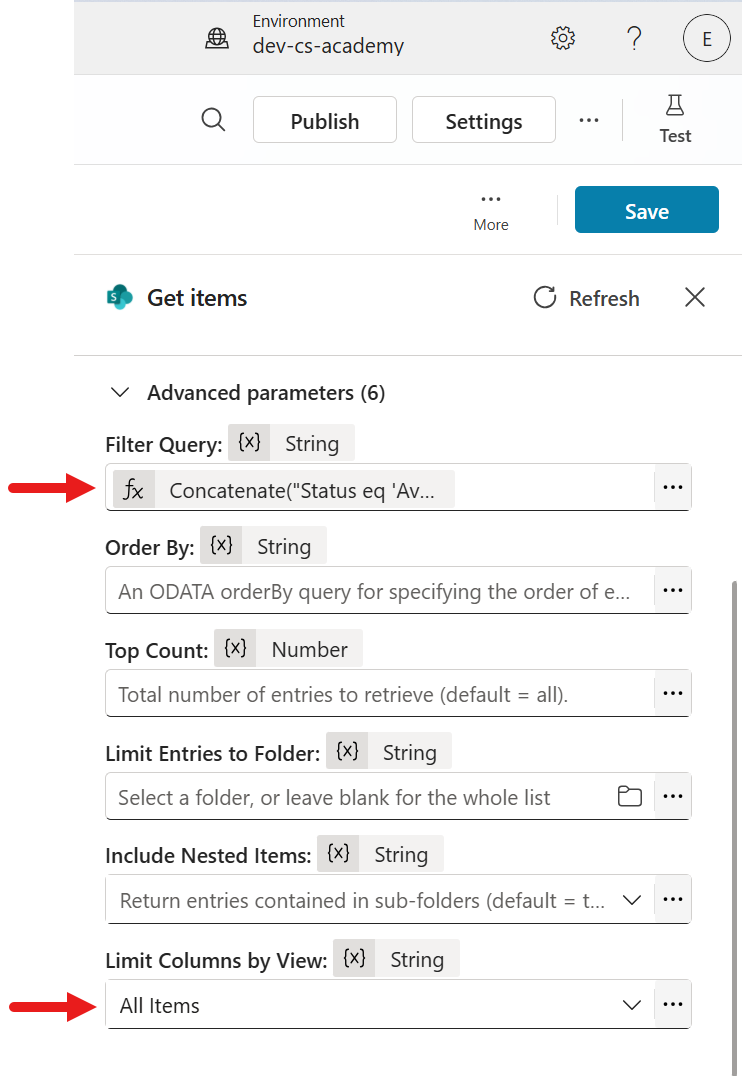 Environment
dev-cs-academy
?
E
Publish
Settings
...
Test
...
More
Save
S
Get items
Refresh
Advanced parameters (6)
Filter Query: {x} String
fx Concatenate("Status eq 'Av... ...
Order By: {x} String
An ODATA orderBy query for specifying the order of e... ...
Top Count: {x} Number
Total number of entries to retrieve (default = all). ...
Limit Entries to Folder: {x} String
Select a folder, or leave blank for the whole list ...
Include Nested Items: {x} String
Return entries contained in sub-folders (default = t... ...
Limit Columns by View: {x} String
All Items ...